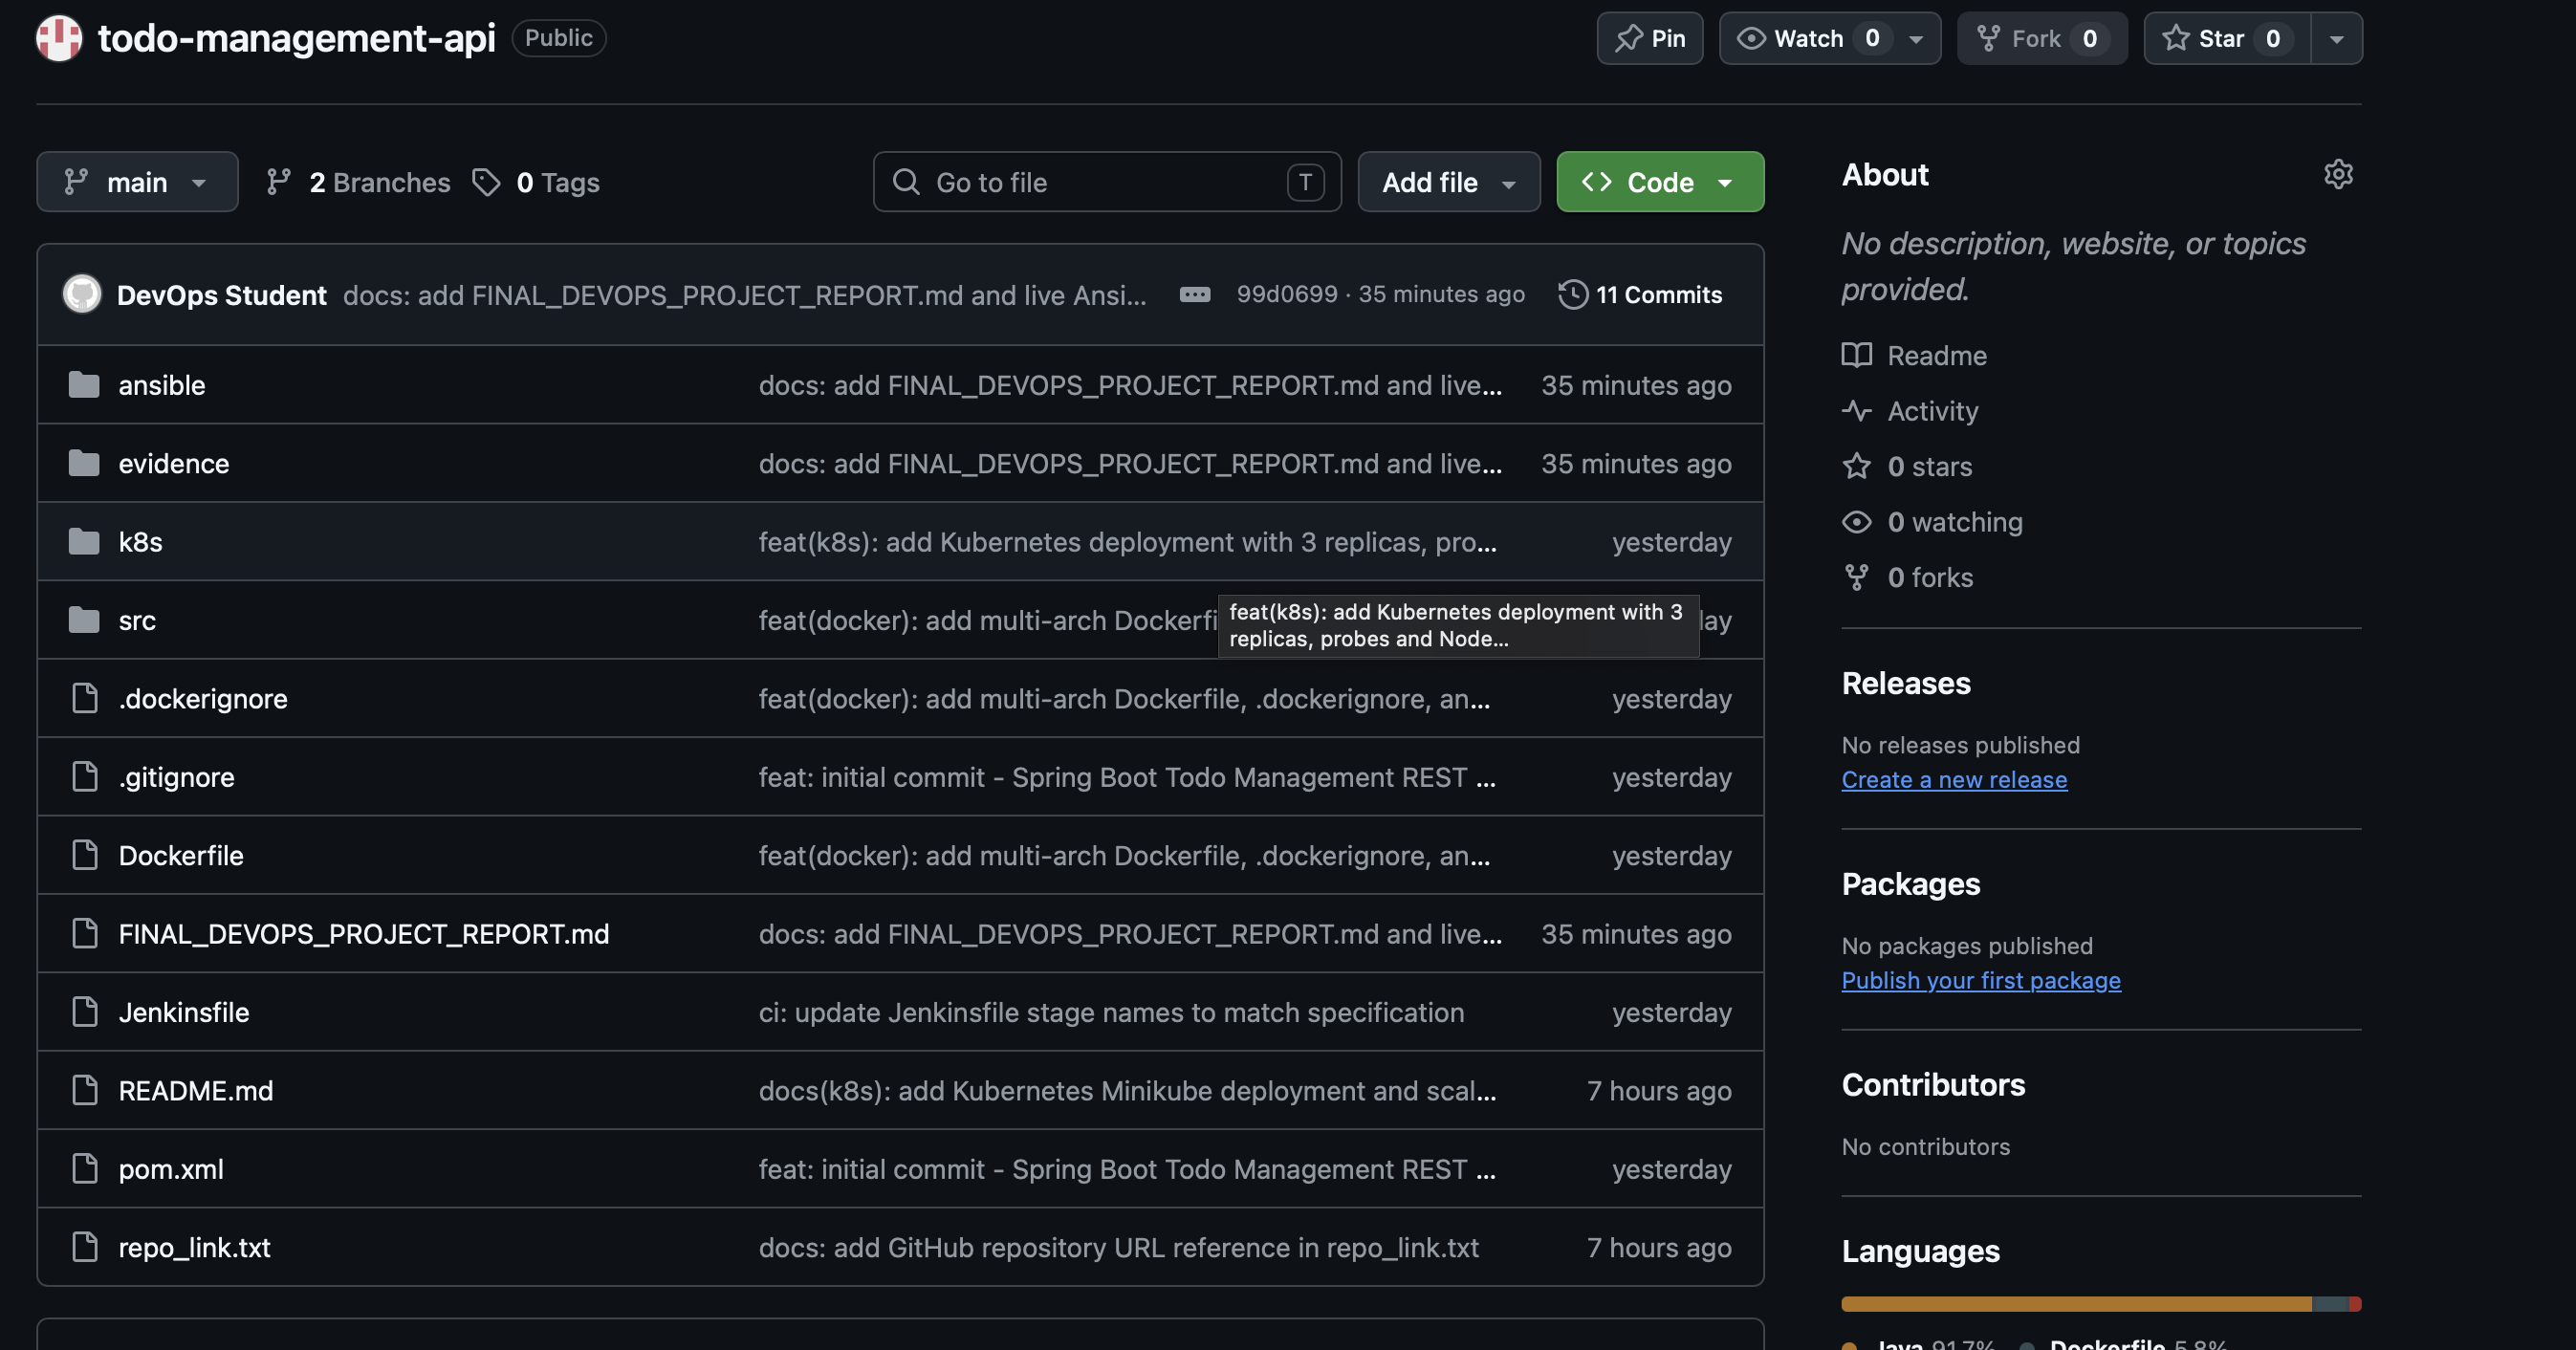 todo-management-api Public Pin Watch 0 Fork 0 Star 0
main 2 Branches 0 Tags Go to file T Add file Code
DevOps Student docs: add FINAL_DEVOPS_PROJECT_REPORT.md and live Ansi... 99d0699 · 35 minutes ago 11 Commits
ansible docs: add FINAL_DEVOPS_PROJECT_REPORT.md and live... 35 minutes ago
evidence docs: add FINAL_DEVOPS_PROJECT_REPORT.md and live... 35 minutes ago
k8s feat(k8s): add Kubernetes deployment with 3 replicas, pro... yesterday
src feat(docker): add multi-arch Dockerfi
feat(k8s): add Kubernetes deployment with 3
replicas, probes and Node...
.dockerignore feat(docker): add multi-arch Dockerfile, .dockerignore, an... yesterday
.gitignore feat: initial commit - Spring Boot Todo Management REST ... yesterday
Dockerfile feat(docker): add multi-arch Dockerfile, .dockerignore, an... yesterday
FINAL_DEVOPS_PROJECT_REPORT.md docs: add FINAL_DEVOPS_PROJECT_REPORT.md and live... 35 minutes ago
Jenkinsfile ci: update Jenkinsfile stage names to match specification yesterday
README.md docs(k8s): add Kubernetes Minikube deployment and scal... 7 hours ago
pom.xml feat: initial commit - Spring Boot Todo Management REST ... yesterday
repo_link.txt docs: add GitHub repository URL reference in repo_link.txt 7 hours ago
About
No description, website, or topics
provided.
Readme
Activity
0 stars
0 watching
0 forks
Releases
No releases published
Create a new release
Packages
No packages published
Publish your first package
Contributors
No contributors
Languages
Java 91.7% Dockerfile 5.8%